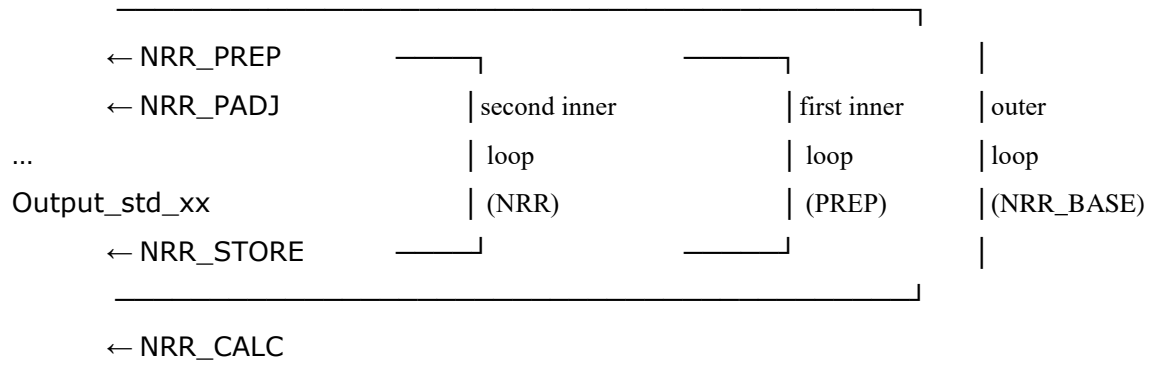 ← NRR_PREP
← NRR_PADJ second inner first inner outer
... loop loop loop
Output_std_xx (NRR) (PREP) (NRR_BASE)
← NRR_STORE
← NRR_CALC